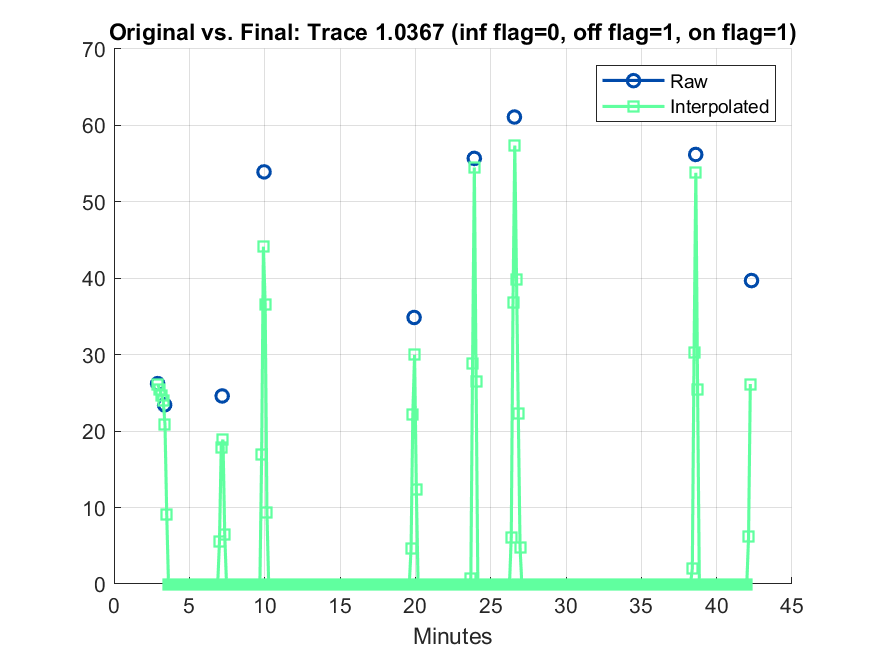 Original vs. Final: Trace 1.0367 (inf flag=0, off flag=1, on flag=1)
70
60
50
40
30
20
10
0
Raw
Interpolated
0 5 10 15 20 25 30 35 40 45
Minutes